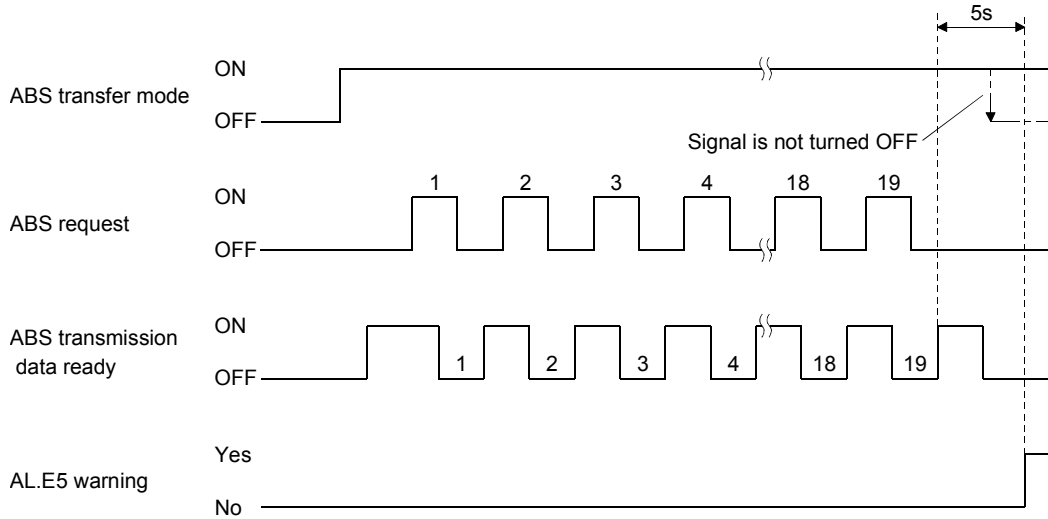 5s
ON
ABS transfer mode
OFF
Signal is not turned OFF
1 2 3 4 18 19
ON
ABS request
OFF
ON
ABS transmission
data ready
1 2 3 4 18 19
OFF
Yes
AL.E5 warning
No